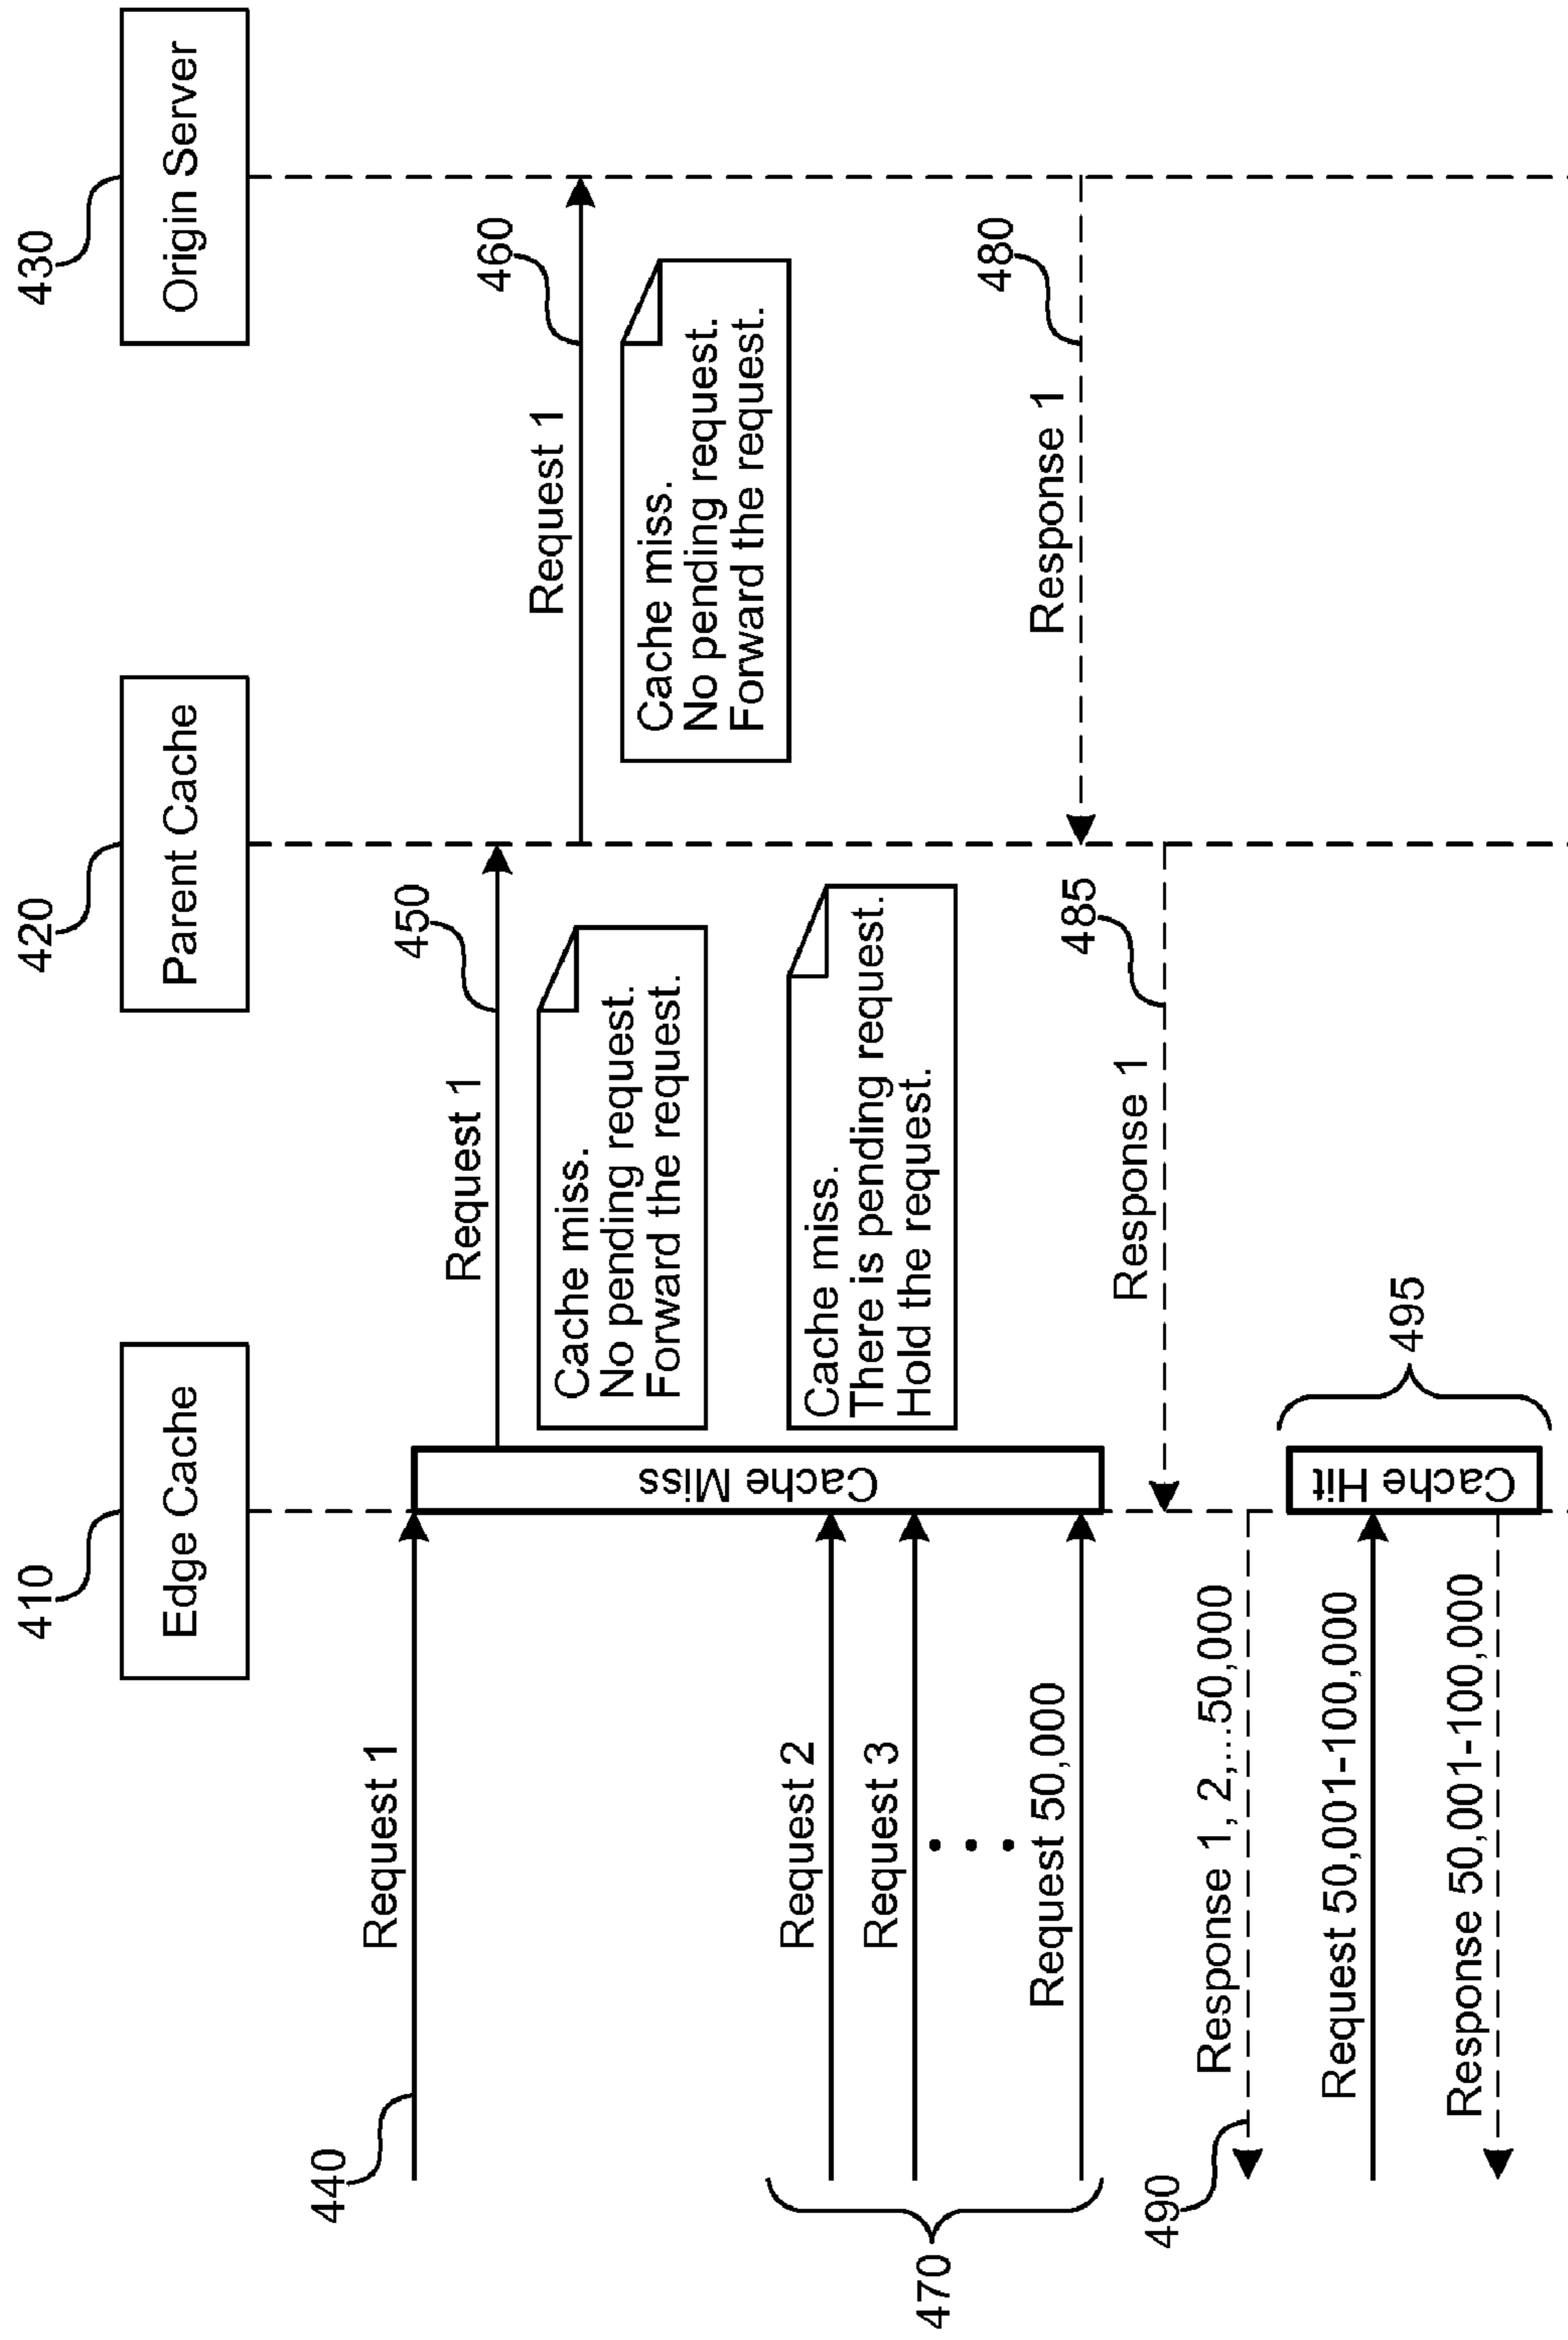 410
420
430
Edge Cache
Parent Cache
Origin Server
440
Request 1
Request 1
450
Request 1
460
Cache miss.
No pending request.
Forward the request.
Cache miss.
No pending request.
Forward the request.
Cache Miss
470
Request 2
Request 3
Request 50,000
Cache miss.
There is pending request.
Hold the request.
Response 1
480
Response 1
485
490
Response 1, 2,...50,000
Request 50,001-100,000
Cache Hit
495
Response 50,001-100,000